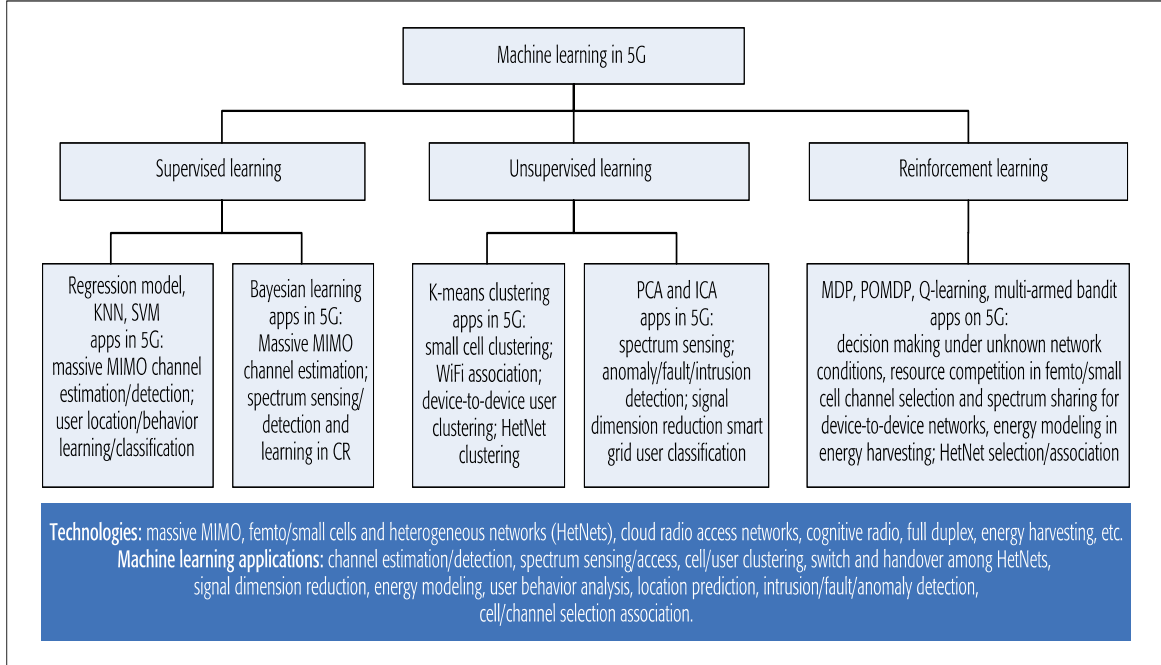 Machine learning in 5G
Supervised learning
Unsupervised learning
Reinforcement learning
Regression model,
KNN, SVM
apps in 5G:
massive MIMO channel
estimation/detection;
user location/behavior
learning/classification
Bayesian learning
apps in 5G:
Massive MIMO
channel estimation;
spectrum sensing/
detection and
learning in CR
K-means clustering
apps in 5G:
small cell clustering;
WiFi association;
device-to-device user
clustering; HetNet
clustering
PCA and ICA
apps in 5G:
spectrum sensing;
anomaly/fault/intrusion
detection; signal
dimension reduction smart
grid user classification
MDP, POMDP, Q-learning, multi-armed bandit
apps on 5G:
decision making under unknown network
conditions, resource competition in femto/small
cell channel selection and spectrum sharing for
device-to-device networks, energy modeling in
energy harvesting; HetNet selection/association
Technologies: massive MIMO, femto/small cells and heterogeneous networks (HetNets), cloud radio access networks, cognitive radio, full duplex, energy harvesting, etc.
Machine learning applications: channel estimation/detection, spectrum sensing/access, cell/user clustering, switch and handover among HetNets,
signal dimension reduction, energy modeling, user behavior analysis, location prediction, intrusion/fault/anomaly detection,
cell/channel selection association.